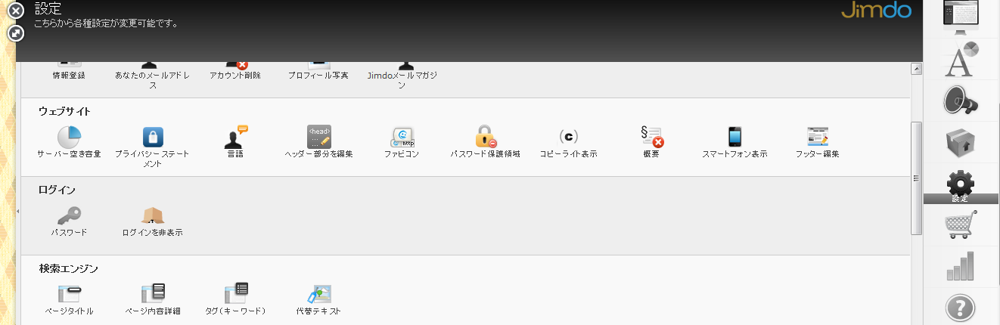 設定
こちらから各種設定が変更可能です。
Jimdo
情報登録
あなたのメールアドレ
ス
アカウント削除
プロフィール写真
Jimdoメールマガジ
ン
ウェブサイト
サーバー空き容量
プライバシーステート
メント
言語
<head>
ヘッダー部分を編集
http
ファビコン
パスワード保護領域
(c)
コピーライト表示
§
概要
スマートフォン表示
フッター編集
設定
ログイン
パスワード
ログインを非表示
検索エンジン
ページタイトル
ページ内容詳細
タグ(キーワード)
代替テキスト
A
?